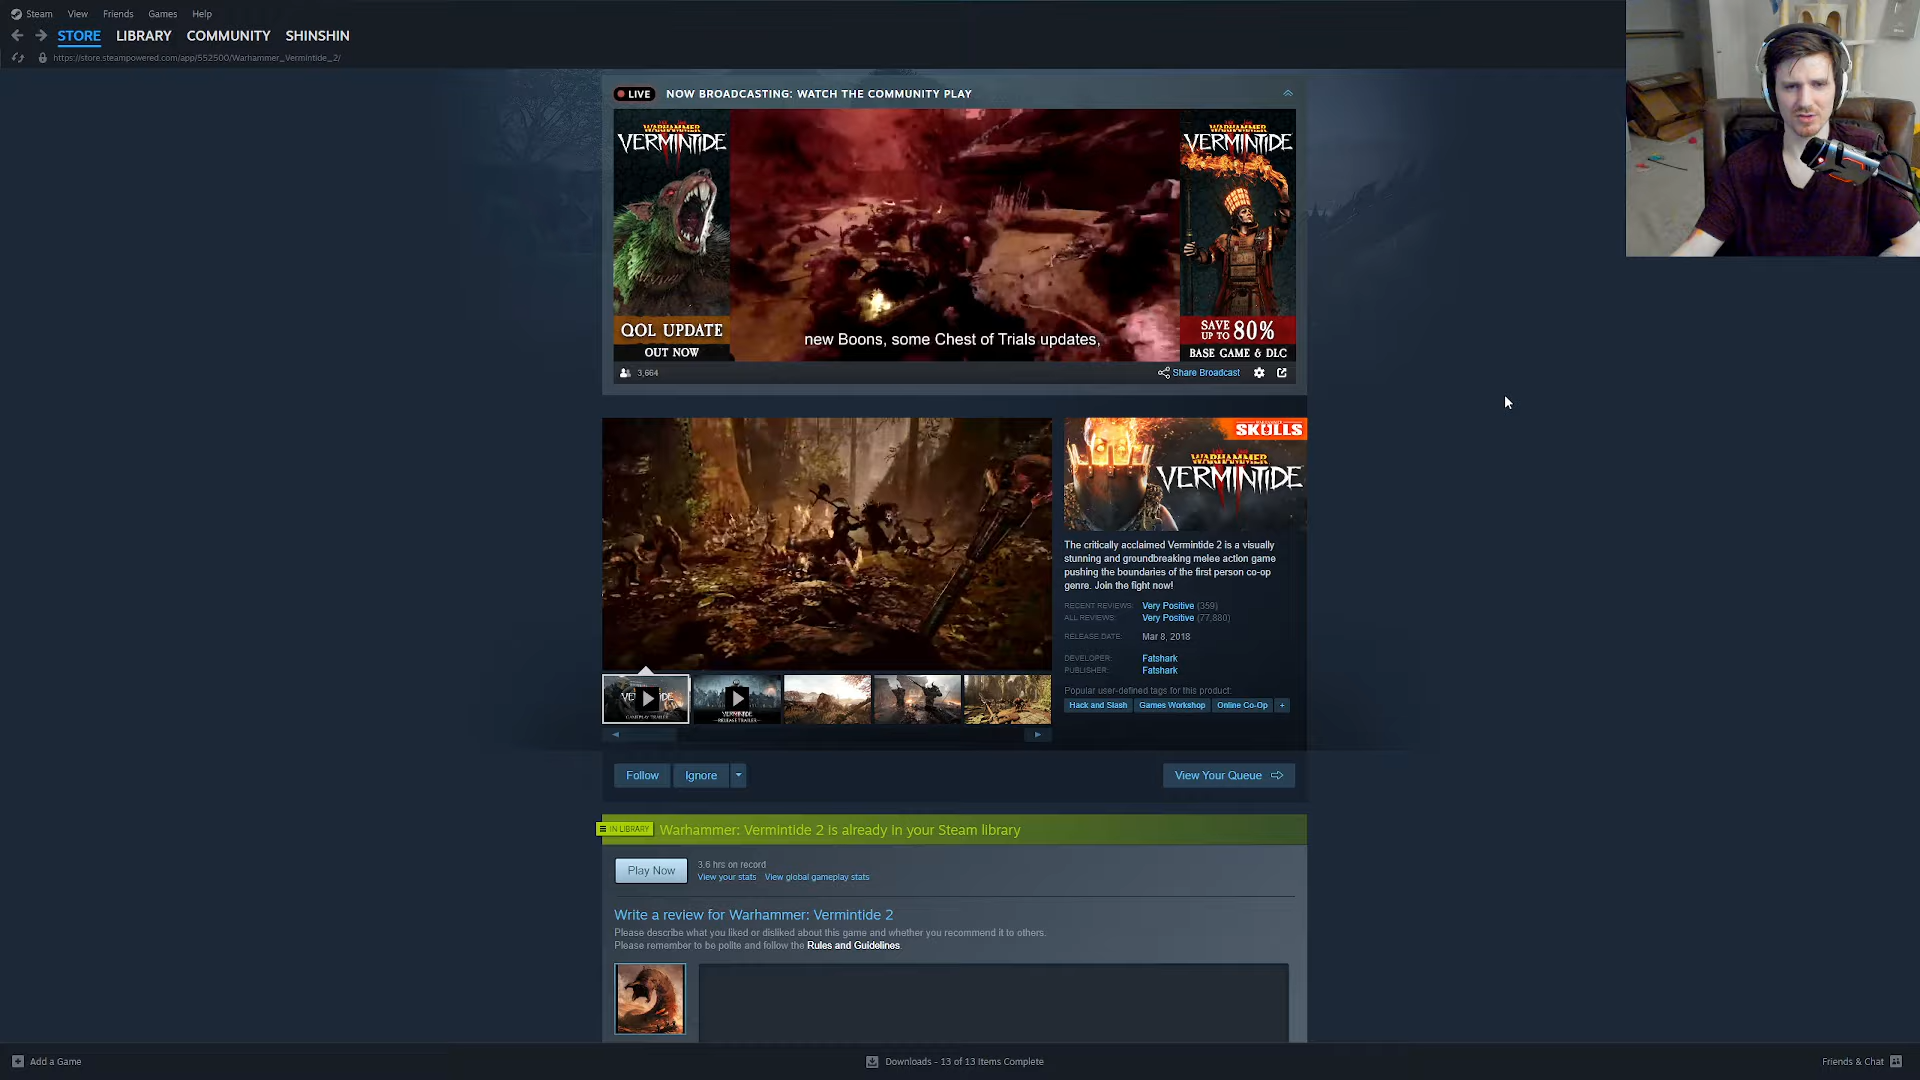 Steam View Friends Games Help
STORE LIBRARY COMMUNITY SHINSHIN
https://store.steampowered.com/app/552500/Warhammer_Vermintide_2/
LIVE NOW BROADCASTING: WATCH THE COMMUNITY PLAY
WARHAMMER
VERMINTIDE
QOL UPDATE
OUT NOW
new Boons, some Chest of Trials updates,
WARHAMMER
VERMINTIDE
SAVE UP TO 80%
BASE GAME & DLC
3,664
Share Broadcast
SKULLS
WARHAMMER
VERMINTIDE II
The critically acclaimed Vermintide 2 is a visually
stunning and groundbreaking melee action game
pushing the boundaries of the first person co-op
genre. Join the fight now!
RECENT REVIEWS: Very Positive (359)
ALL REVIEWS: Very Positive (77,880)
RELEASE DATE: Mar 8, 2018
DEVELOPER: Fatshark
PUBLISHER: Fatshark
Popular user-defined tags for this product:
Hack and Slash Games Workshop Online Co-Op +
GAMEPLAY TRAILER
VERMINTIDE
RELEASE TRAILER
Follow Ignore
View Your Queue
IN LIBRARY
Warhammer: Vermintide 2 is already in your Steam library
Play Now
3.6 hrs on record
View your stats View global gameplay stats
Write a review for Warhammer: Vermintide 2
Please describe what you liked or disliked about this game and whether you recommend it to others.
Please remember to be polite and follow the Rules and Guidelines
Add a Game
Downloads - 13 of 13 Items Complete
Friends & Chat